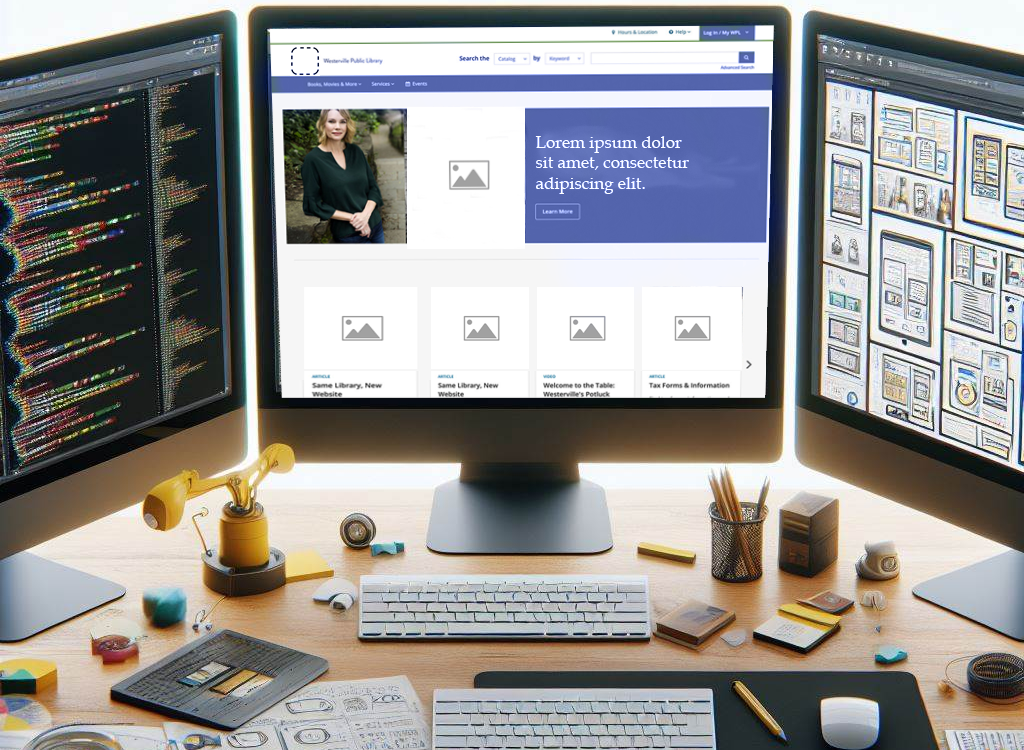 Hours & Location
Help
Log In / My WPL
Westerville Public Library
Search the
Catalog
by
Keyword
Advanced Search
Books, Movies & More
Services
Events
Lorem ipsum dolor
sit amet, consectetur
adipiscing elit.
Learn More
ARTICLE
Same Library, New
Website
ARTICLE
Same Library, New
Website
VIDEO
Welcome to the Table:
Westerville's Potluck
ARTICLE
Tax Forms & Information